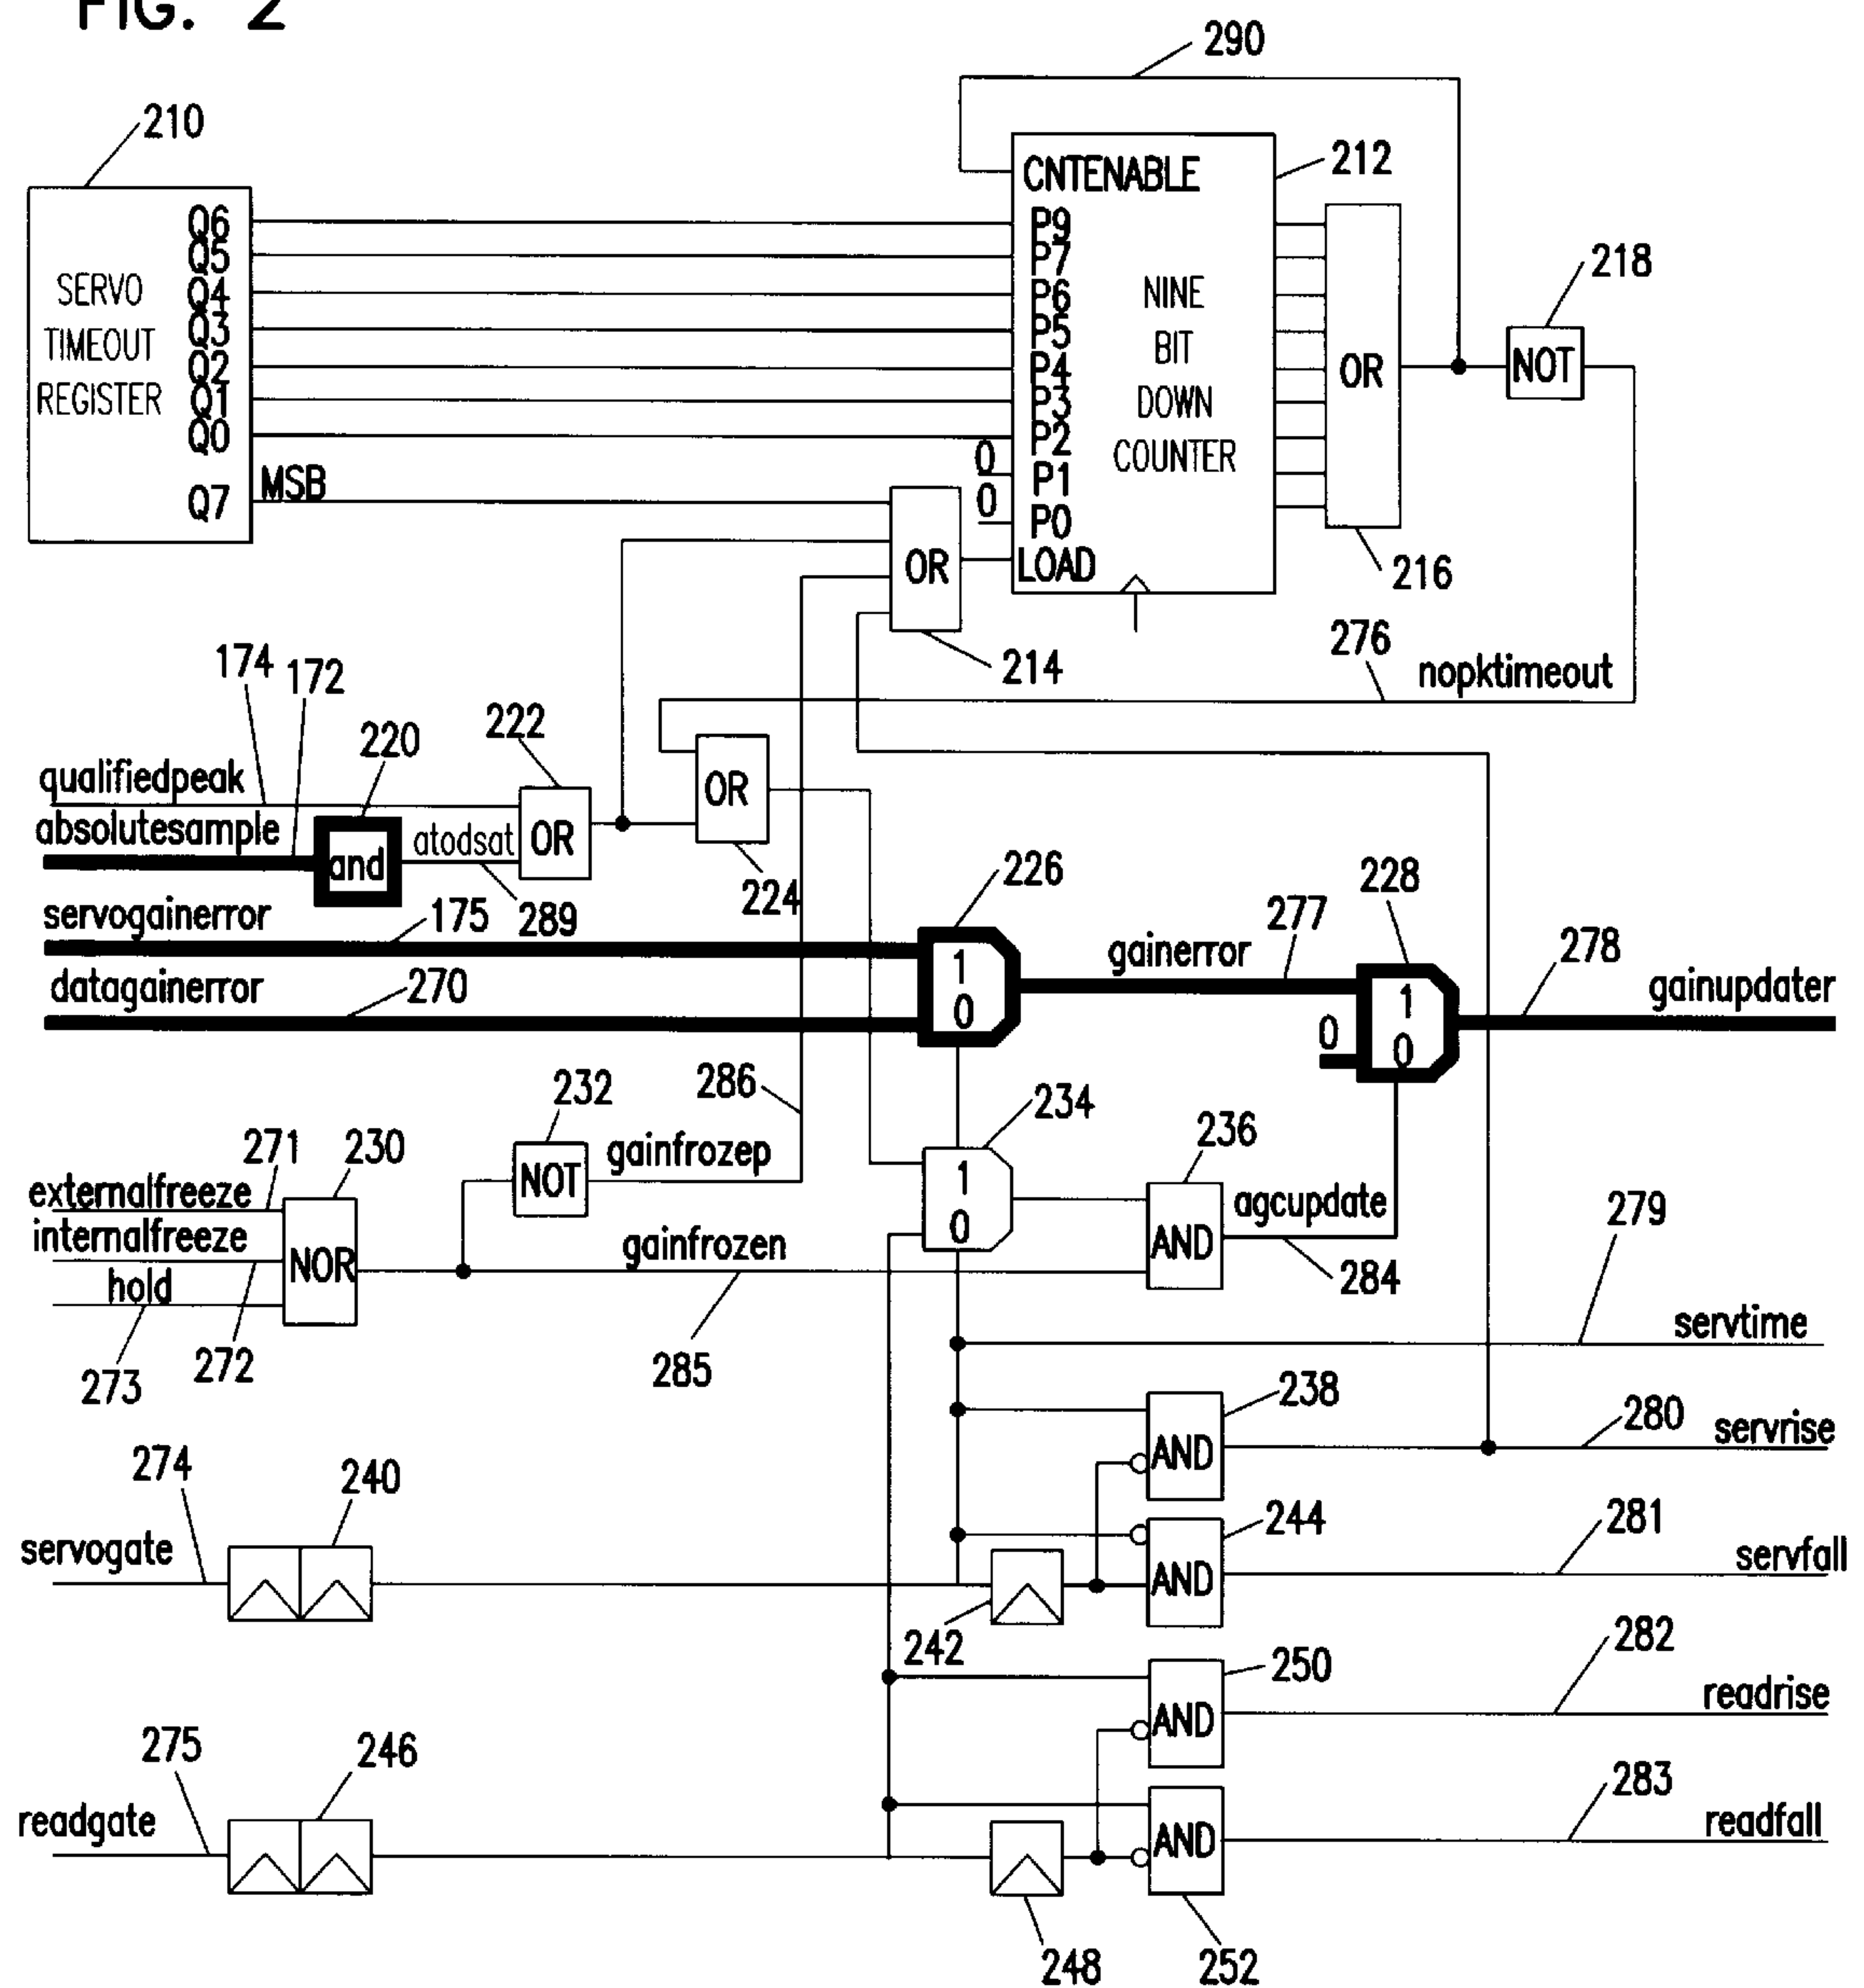 FIG. 2
290
210
212
CNTENABLE
Q6
Q5
Q4
Q3
Q2
Q1
Q0
Q7
MSB
SERVO
TIMEOUT
REGISTER
P9
P7
P6
P5
P4
P3
P2
0
P1
0
P0
LOAD
NINE
BIT
DOWN
COUNTER
OR
216
218
NOT
OR
214
276
nopktimeout
174
172
220
222
qualifiedpeak
absolutesample
and
atodsat
OR
289
OR
224
servogainerror
175
datagainerror
270
226
1
0
gainerror
277
228
0
1
0
278
gainupdater
286
232
NOT
gainfrozep
271
230
externalfreeze
internalfreeze
hold
NOR
273
272
gainfrozen
285
234
1
0
236
AND
agcupdate
284
279
servtime
238
AND
280
servrise
274
240
servogate
242
244
AND
281
servfall
250
AND
282
readrise
275
246
readgate
248
AND
252
283
readfall